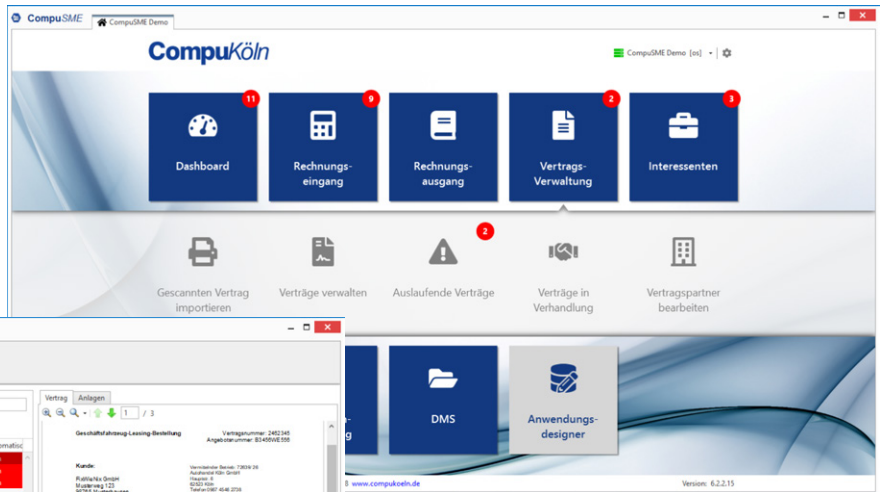 CompuSME
CompuSME Demo
CompuKöln
CompuSME Demo [os]
11
9
2
3
Dashboard
Rechnungs-
eingang
Rechnungs-
ausgang
Vertrags-
Verwaltung
Interessenten
2
Gescannten Vertrag
importieren
Verträge verwalten
Auslaufende Verträge
Verträge in
Verhandlung
Vertragspartner
bearbeiten
Vertrag
Anlagen
1 / 3
Geschäftsfahrzeug-Leasing-Bestellung
Vertragsnummer: 2462345
Angebotsnummer: B3456WE556
Kunde:
Musterweg 123
DMS
Anwendungs-
designer
www.compukoeln.de
Version: 6.2.2.15